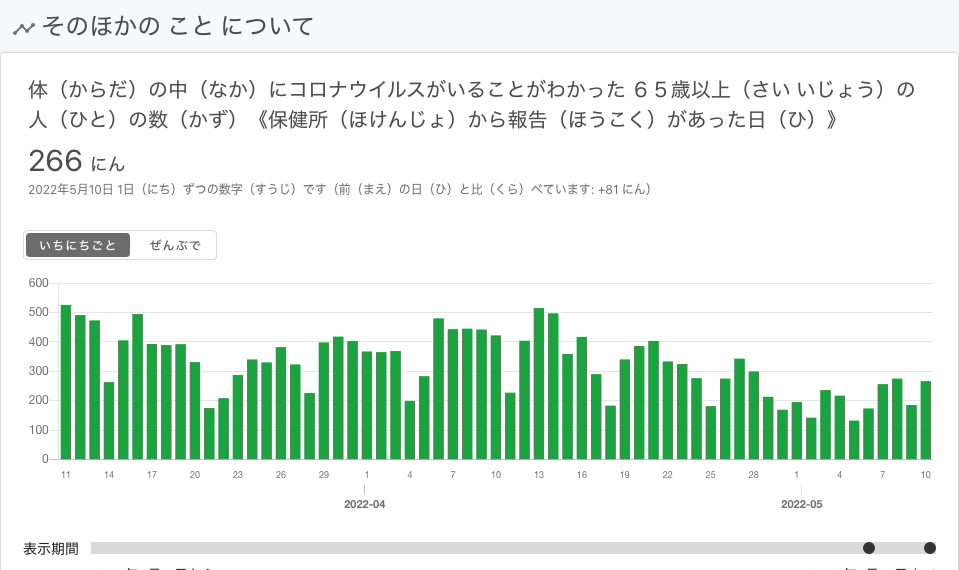 そのほかの こと について
体（からだ）の中（なか）にコロナウイルスがいることがわかった ６５歳以上（さい いじょう）の
人（ひと）の数（かず）《保健所（ほけんじょ）から報告（ほうこく）があった日（ひ）》
266 にん
2022年5月10日 1日（にち）ずつの数字（すうじ）です（前（まえ）の日（ひ）と比（くら）べています: +81 にん）
いちにちごと ぜんぶで
600
500
400
300
200
100
0
11 14 17 20 23 26 29 1 4 7 10 13 16 19 22 25 28 1 4 7 10
2022-04 2022-05
表示期間